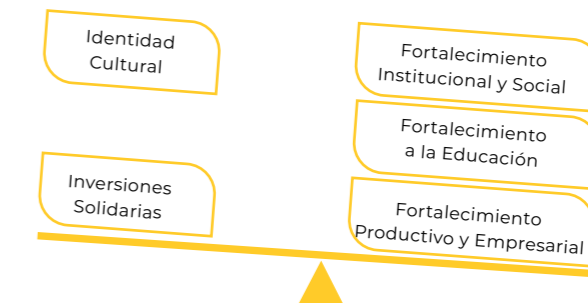 Identidad
Cultural
Inversiones
Solidarias
Fortalecimiento
Institucional y Social
Fortalecimiento
a la Educación
Fortalecimiento
Productivo y Empresarial